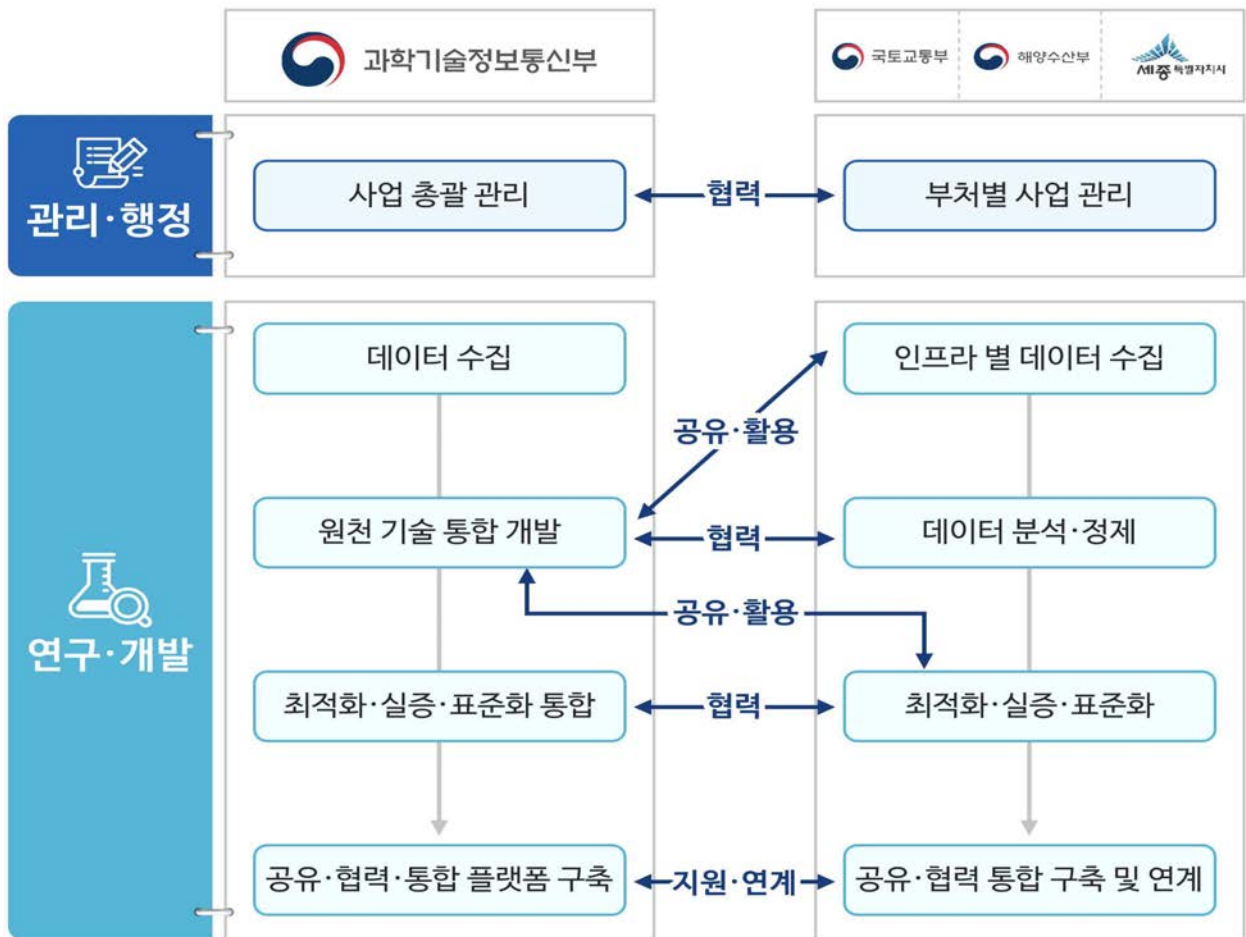 과학기술정보통신부
국토교통부
해양수산부
세종특별자치시
관리·행정
사업 총괄 관리
협력
부처별 사업 관리
연구·개발
데이터 수집
인프라 별 데이터 수집
공유·활용
원천 기술 통합 개발
협력
데이터 분석·정제
공유·활용
최적화·실증·표준화 통합
협력
최적화·실증·표준화
공유·협력·통합 플랫폼 구축
지원·연계
공유·협력 통합 구축 및 연계